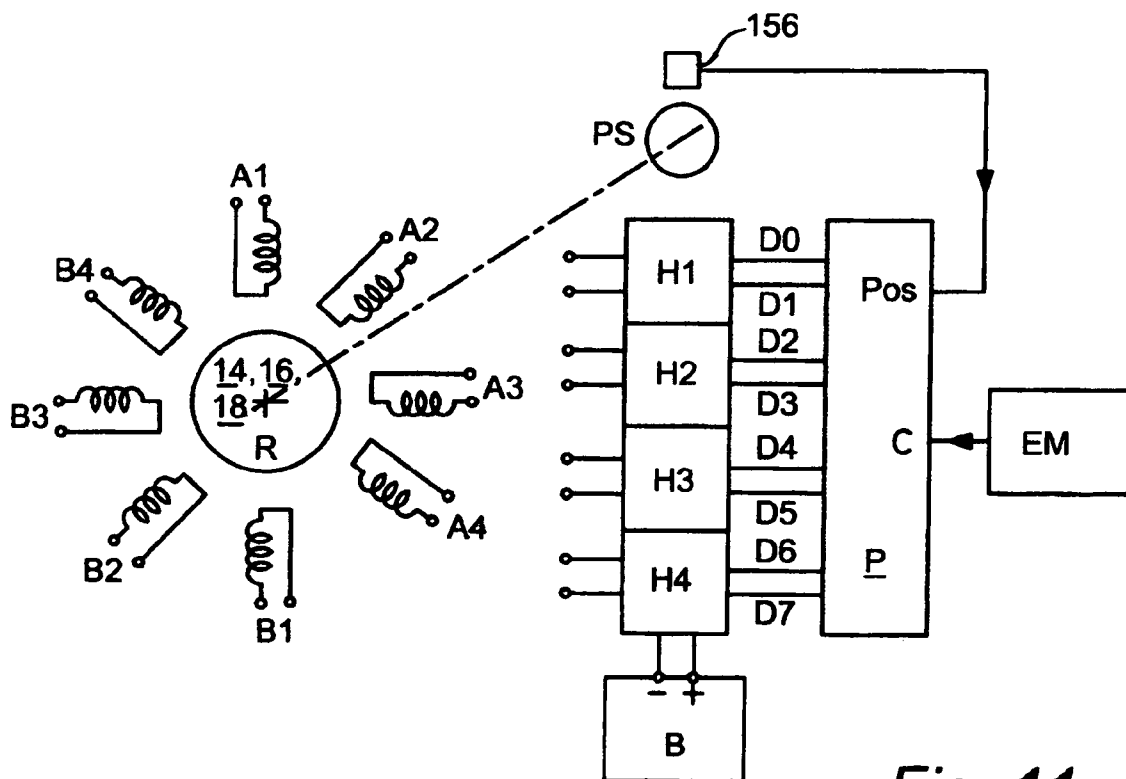 156
PS
A1
A2
B4
D0
H1
Pos
D1
14, 16,
D2
18
A3
H2
B3
R
D3
C
EM
D4
H3
A4
D5
B2
D6
P
H4
D7
B1
- +
B
Fig. 11